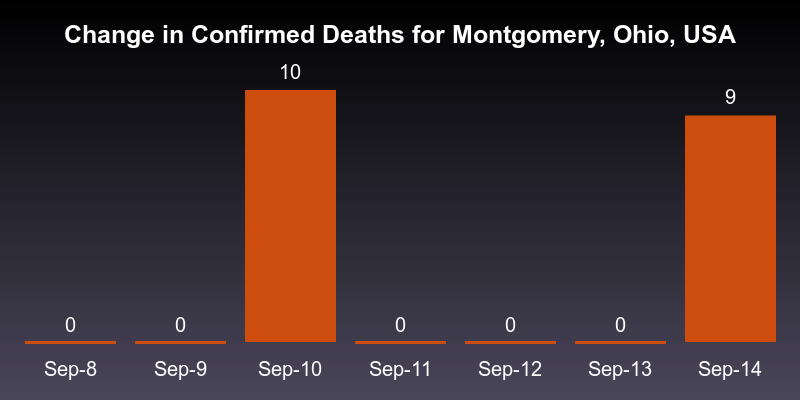 Change in Confirmed Deaths for Montgomery, Ohio, USA
10
9
0 0 0 0 0
Sep-8 Sep-9 Sep-10 Sep-11 Sep-12 Sep-13 Sep-14